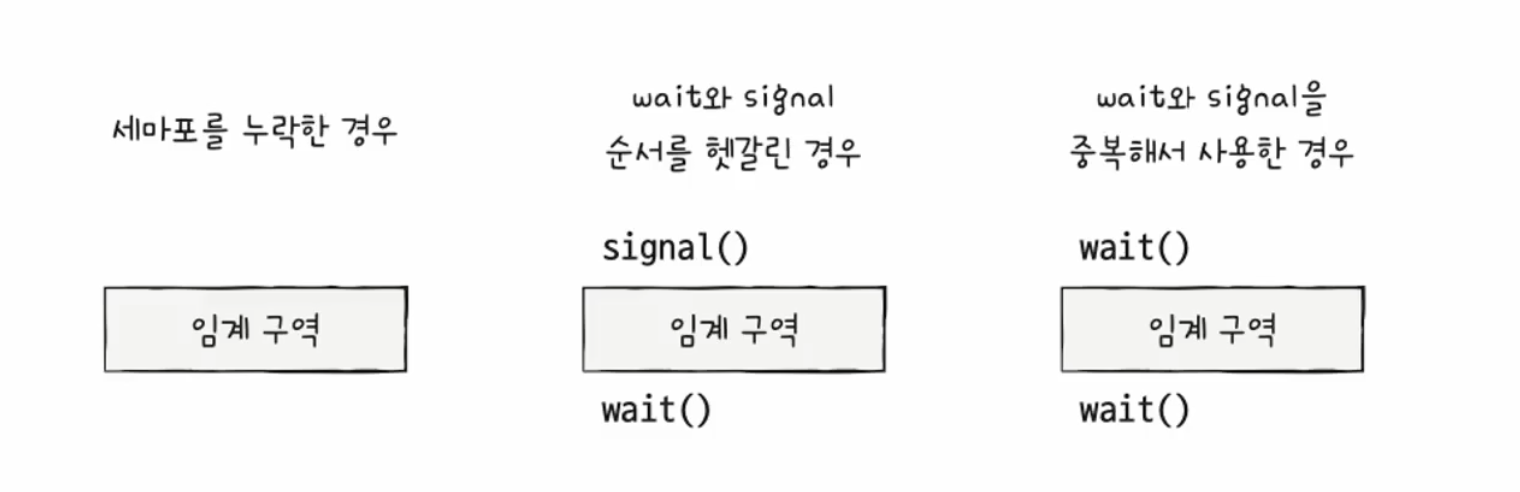 세마포를 누락한 경우
wait와 signal
순서를 헷갈린 경우
wait와 signal을
중복해서 사용한 경우
signal()
임계 구역
wait()
wait()
임계 구역
wait()
임계 구역